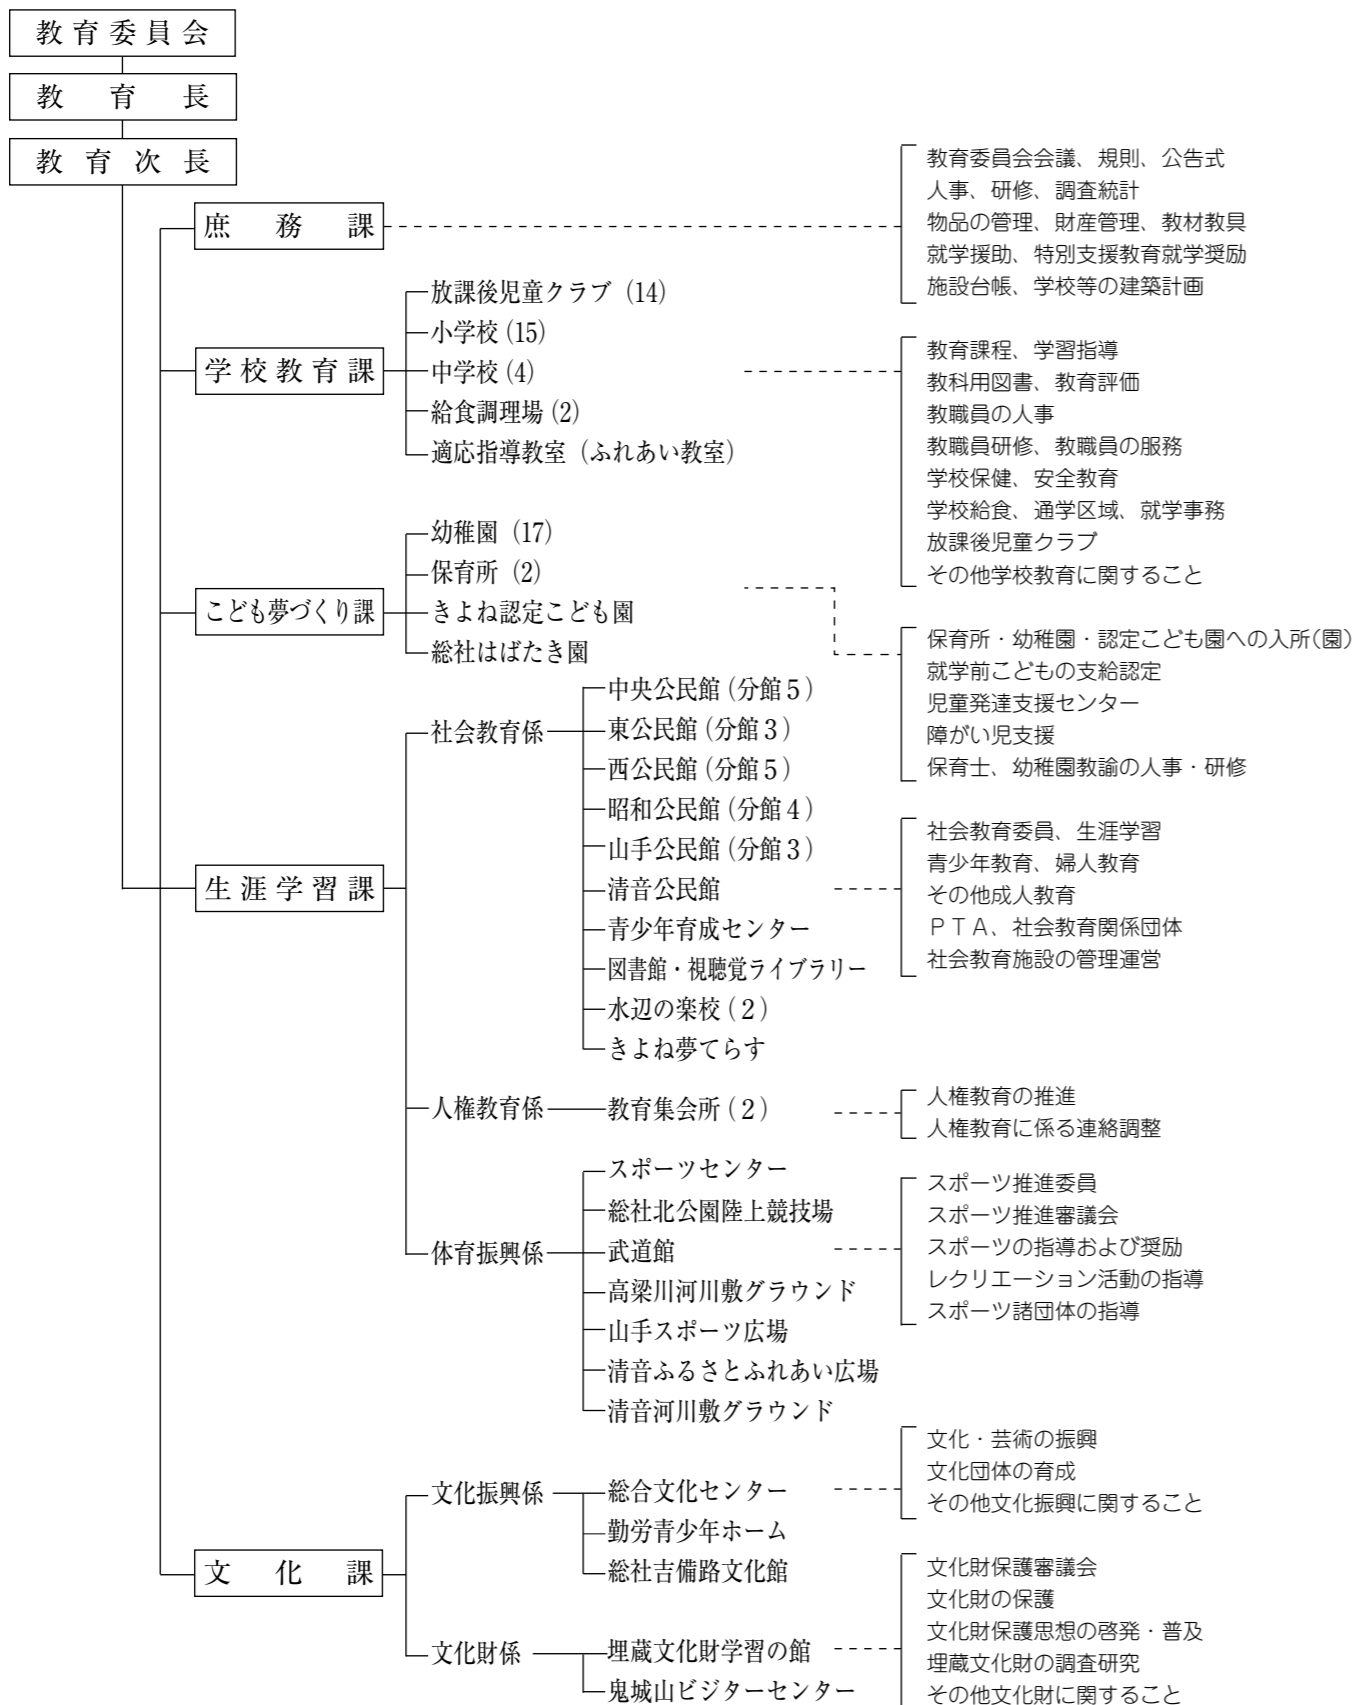 教育委員会
教育長
教育次長
庶務課
教育委員会会議、規則、公告式
人事、研修、調査統計
物品の管理、財産管理、教材教具
就学援助、特別支援教育就学奨励
施設台帳、学校等の建築計画
学校教育課
放課後児童クラブ (14)
小学校 (15)
中学校 (4)
給食調理場 (2)
適応指導教室（ふれあい教室）
教育課程、学習指導
教科用図書、教育評価
教職員の人事
教職員研修、教職員の服務
学校保健、安全教育
学校給食、通学区域、就学事務
放課後児童クラブ
その他学校教育に関すること
こども夢づくり課
幼稚園 (17)
保育所 (2)
きよね認定こども園
総社はばたき園
保育所・幼稚園・認定こども園への入所(園)
就学前こどもの支給認定
児童発達支援センター
障がい児支援
保育士、幼稚園教諭の人事・研修
生涯学習課
社会教育係
中央公民館 (分館５)
東公民館 (分館３)
西公民館 (分館５)
昭和公民館 (分館４)
山手公民館 (分館３)
清音公民館
青少年育成センター
図書館・視聴覚ライブラリー
水辺の楽校 (２)
きよね夢てらす
社会教育委員、生涯学習
青少年教育、婦人教育
その他成人教育
ＰＴＡ、社会教育関係団体
社会教育施設の管理運営
人権教育係
教育集会所 (２)
人権教育の推進
人権教育に係る連絡調整
体育振興係
スポーツセンター
総社北公園陸上競技場
武道館
高梁川河川敷グラウンド
山手スポーツ広場
清音ふるさとふれあい広場
清音河川敷グラウンド
スポーツ推進委員
スポーツ推進審議会
スポーツの指導および奨励
レクリエーション活動の指導
スポーツ諸団体の指導
文化課
文化振興係
総合文化センター
勤労青少年ホーム
総社吉備路文化館
文化・芸術の振興
文化団体の育成
その他文化振興に関すること
文化財係
埋蔵文化財学習の館
鬼城山ビジターセンター
文化財保護審議会
文化財の保護
文化財保護思想の啓発・普及
埋蔵文化財の調査研究
その他文化財に関すること